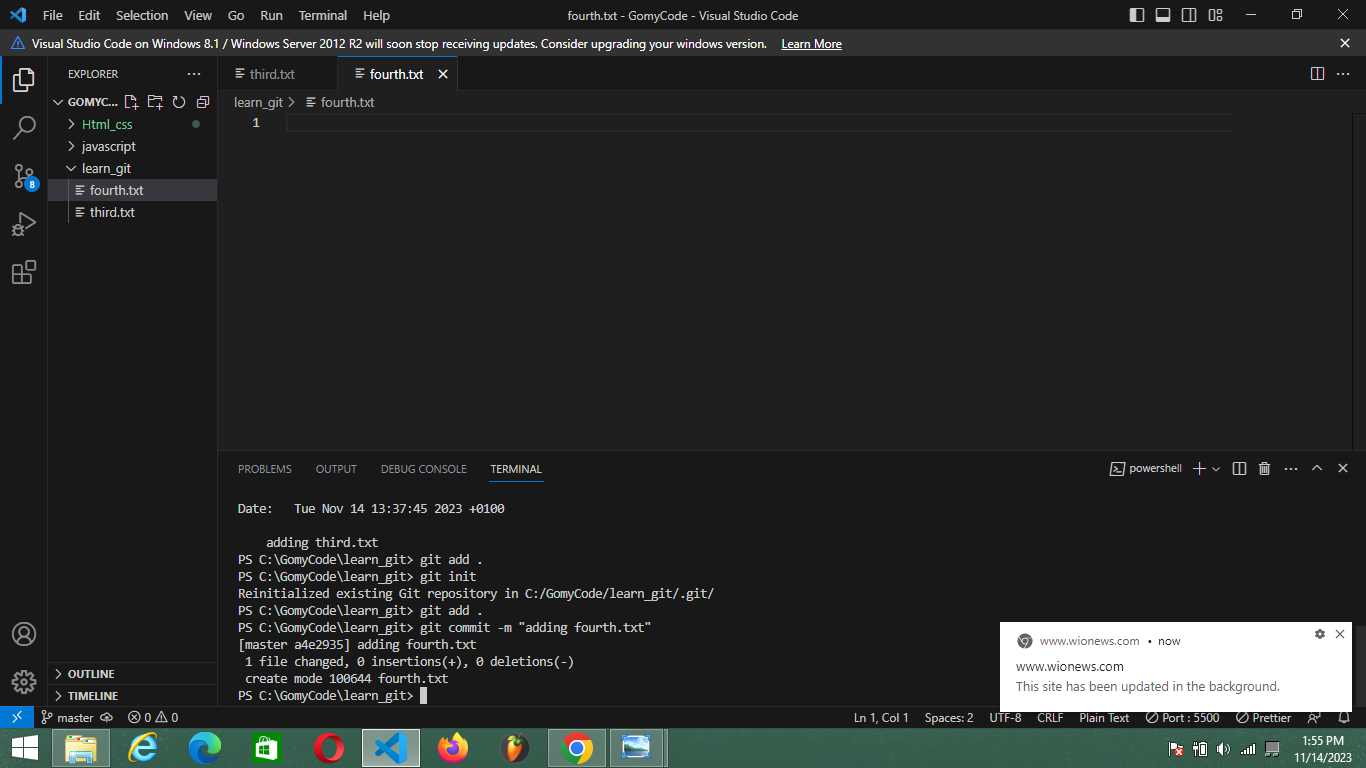 File Edit Selection View Go Run Terminal Help
fourth.txt - GomyCode - Visual Studio Code
Visual Studio Code on Windows 8.1 / Windows Server 2012 R2 will soon stop receiving updates. Consider upgrading your windows version. Learn More
EXPLORER
GOMYC...
Html_css
javascript
learn_git
fourth.txt
third.txt
8
OUTLINE
TIMELINE
third.txt
fourth.txt
learn_git > fourth.txt
1
PROBLEMS OUTPUT DEBUG CONSOLE TERMINAL
powershell
Date:   Tue Nov 14 13:37:45 2023 +0100
adding third.txt
PS C:\GomyCode\learn_git> git add .
PS C:\GomyCode\learn_git> git init
Reinitialized existing Git repository in C:/GomyCode/learn_git/.git/
PS C:\GomyCode\learn_git> git add .
PS C:\GomyCode\learn_git> git commit -m "adding fourth.txt"
[master a4e2935] adding fourth.txt
1 file changed, 0 insertions(+), 0 deletions(-)
create mode 100644 fourth.txt
PS C:\GomyCode\learn_git>
www.wionews.com • now
www.wionews.com
This site has been updated in the background.
master 0 0
Ln 1, Col 1 Spaces: 2 UTF-8 CRLF Plain Text Port : 5500 Prettier
1:55 PM
11/14/2023